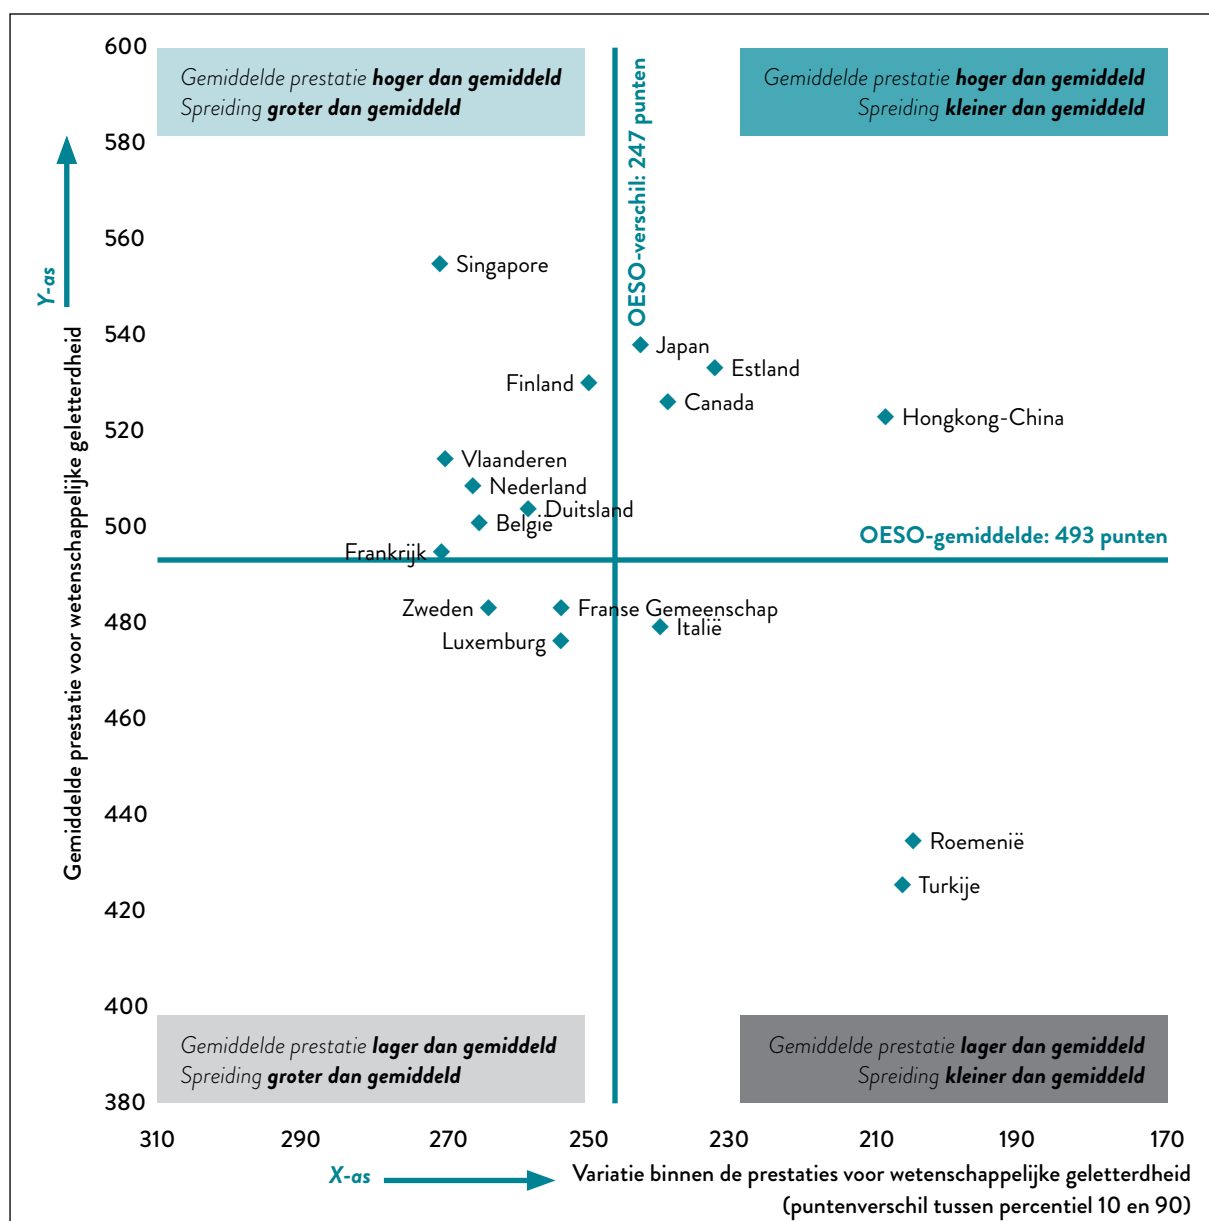 600
580
560
540
520
500
480
460
440
420
400
380
Y-as
Gemiddelde prestatie voor wetenschappelijke geletterdheid
Gemiddelde prestatie hoger dan gemiddeld
Spreiding groter dan gemiddeld
Gemiddelde prestatie hoger dan gemiddeld
Spreiding kleiner dan gemiddeld
OESO-verschil: 247 punten
Singapore
Japan
Estland
Finland
Canada
Hongkong-China
Vlaanderen
Nederland
Duitsland
België
OESO-gemiddelde: 493 punten
Frankrijk
Zweden
Franse Gemeenschap
Italië
Luxemburg
Roemenië
Turkije
Gemiddelde prestatie lager dan gemiddeld
Spreiding groter dan gemiddeld
Gemiddelde prestatie lager dan gemiddeld
Spreiding kleiner dan gemiddeld
310 290 270 250 230 210 190 170
X-as
Variatie binnen de prestaties voor wetenschappelijke geletterdheid
(puntenverschil tussen percentiel 10 en 90)